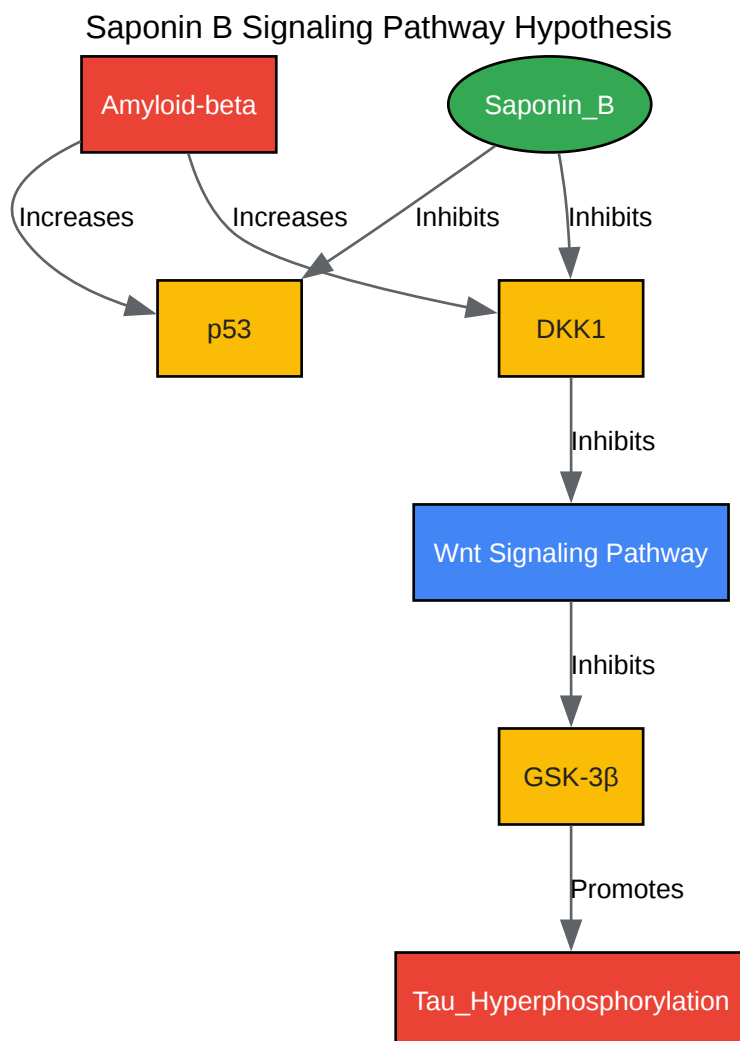 Saponin B Signaling Pathway Hypothesis
Amyloid-beta
Saponin_B
Increases
Increases
Inhibits
Inhibits
p53
DKK1
Inhibits
Wnt Signaling Pathway
Inhibits
GSK-3β
Promotes
Tau_Hyperphosphorylation